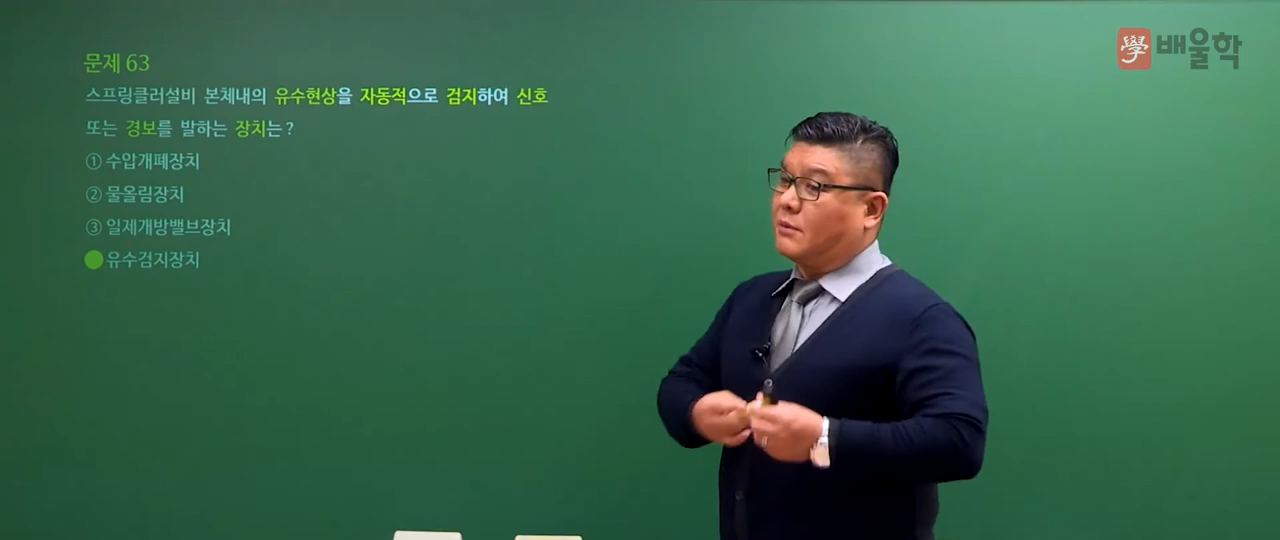 學 배울학
문제 63
스프링클러설비 본체내의 유수현상을 자동적으로 검지하여 신호
또는 경보를 발하는 장치는?
① 수압개폐장치
② 물올림장치
③ 일제개방밸브장치
유수검지장치